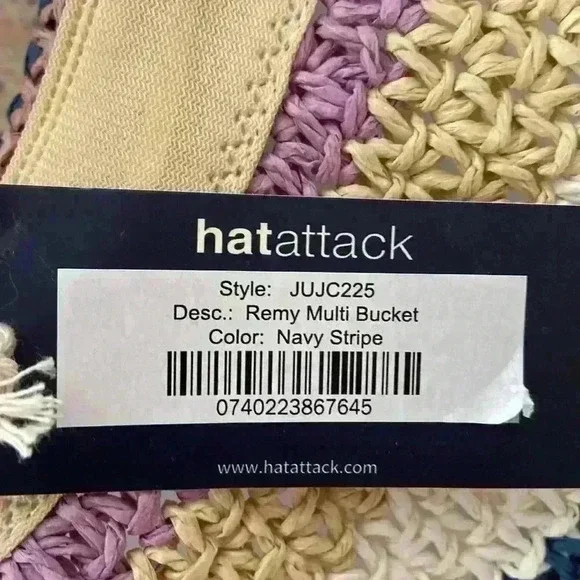 hatattack
Style: JUJC225
Desc.: Remy Multi Bucket
Color: Navy Stripe
0740223867645
www.hatattack.com